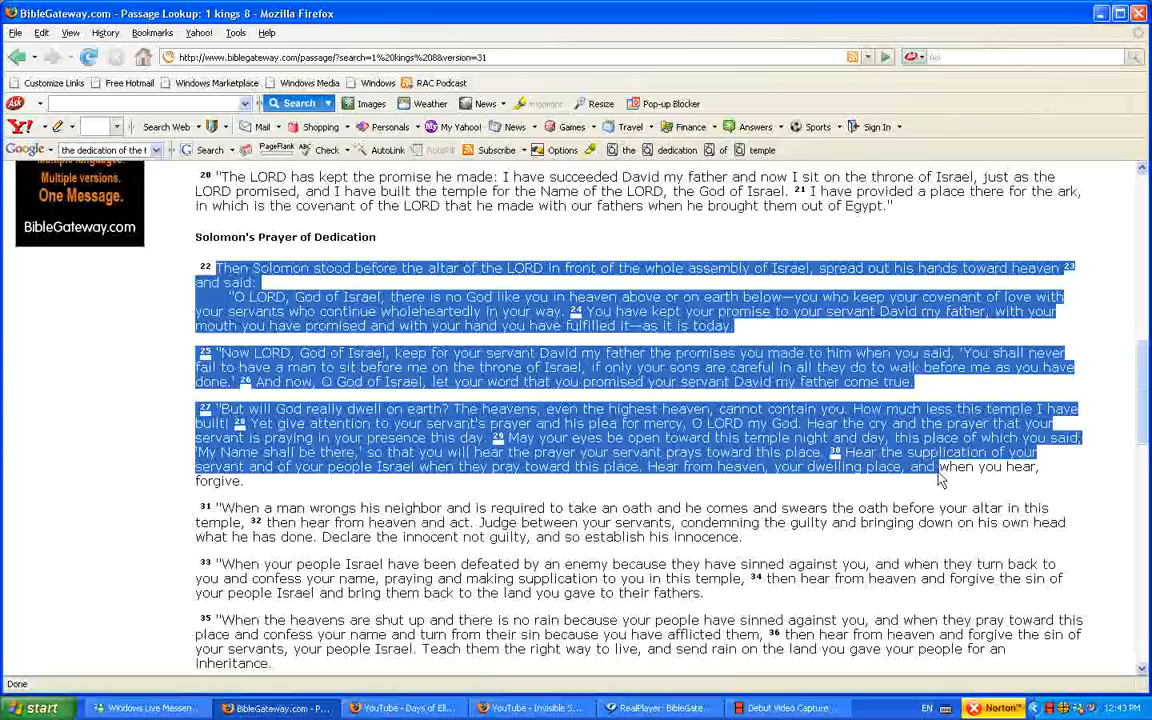 BibleGateway.com - Passage Lookup: 1 kings 8 - Mozilla Firefox
File Edit View History Bookmarks Yahoo! Tools Help
http://www.biblegateway.com/passage/?search=1%20kings%208&version=31
Customize Links Free Hotmail Windows Marketplace Windows Media Windows RAC Podcast
Ask Search Images Weather News Resize Pop-up Blocker
Y! Search Web Mail Shopping Personals My Yahoo! News Games Travel Finance Answers Sports Sign In
Google the dedication of the t Search PageRank Check AutoLink AutoFill Subscribe Options the dedication of temple
Multiple versions.
One Message.
BibleGateway.com
20 "The LORD has kept the promise he made: I have succeeded David my father and now I sit on the throne of Israel, just as the
LORD promised, and I have built the temple for the Name of the LORD, the God of Israel. 21 I have provided a place there for the ark,
in which is the covenant of the LORD that he made with our fathers when he brought them out of Egypt."
Solomon's Prayer of Dedication
22 Then Solomon stood before the altar of the LORD in front of the whole assembly of Israel, spread out his hands toward heaven 23
and said:
"O LORD, God of Israel, there is no God like you in heaven above or on earth below—you who keep your covenant of love with
your servants who continue wholeheartedly in your way. 24 You have kept your promise to your servant David my father; with your
mouth you have promised and with your hand you have fulfilled it—as it is today.
25 "Now LORD, God of Israel, keep for your servant David my father the promises you made to him when you said, 'You shall never
fail to have a man to sit before me on the throne of Israel, if only your sons are careful in all they do to walk before me as you have
done.' 26 And now, O God of Israel, let your word that you promised your servant David my father come true.
27 "But will God really dwell on earth? The heavens, even the highest heaven, cannot contain you. How much less this temple I have
built! 28 Yet give attention to your servant's prayer and his plea for mercy, O LORD my God. Hear the cry and the prayer that your
servant is praying in your presence this day. 29 May your eyes be open toward this temple night and day, this place of which you said,
'My Name shall be there,' so that you will hear the prayer your servant prays toward this place. 30 Hear the supplication of your
servant and of your people Israel when they pray toward this place. Hear from heaven, your dwelling place, and when you hear,
forgive.
31 "When a man wrongs his neighbor and is required to take an oath and he comes and swears the oath before your altar in this
temple, 32 then hear from heaven and act. Judge between your servants, condemning the guilty and bringing down on his own head
what he has done. Declare the innocent not guilty, and so establish his innocence.
33 "When your people Israel have been defeated by an enemy because they have sinned against you, and when they turn back to
you and confess your name, praying and making supplication to you in this temple, 34 then hear from heaven and forgive the sin of
your people Israel and bring them back to the land you gave to their fathers.
35 "When the heavens are shut up and there is no rain because your people have sinned against you, and when they pray toward this
place and confess your name and turn from their sin because you have afflicted them, 36 then hear from heaven and forgive the sin of
your servants, your people Israel. Teach them the right way to live, and send rain on the land you gave your people for an
inheritance.
Done
start Windows Live Messen... BibleGateway.com - P... YouTube - Days of Eli... YouTube - Invisible S... RealPlayer: BibleGate... Debut Video Capture ... EN Norton™ 12:43 PM